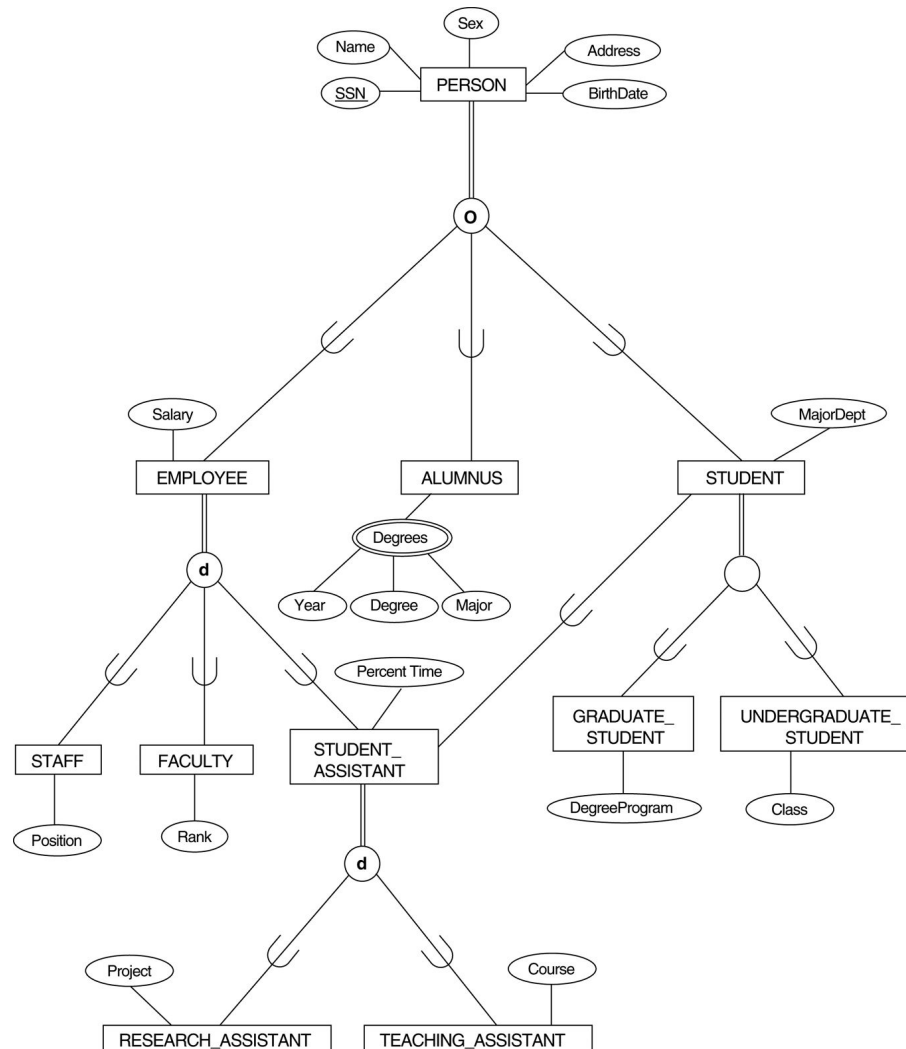 Sex
Name
Address
PERSON
SSN
BirthDate
O
Salary
MajorDept
EMPLOYEE
ALUMNUS
STUDENT
Degrees
d
Year
Degree
Major
Percent Time
GRADUATE_
STUDENT
UNDERGRADUATE_
STUDENT
STAFF
FACULTY
STUDENT_
ASSISTANT
DegreeProgram
Class
Position
Rank
d
Project
Course
RESEARCH_ASSISTANT
TEACHING_ASSISTANT